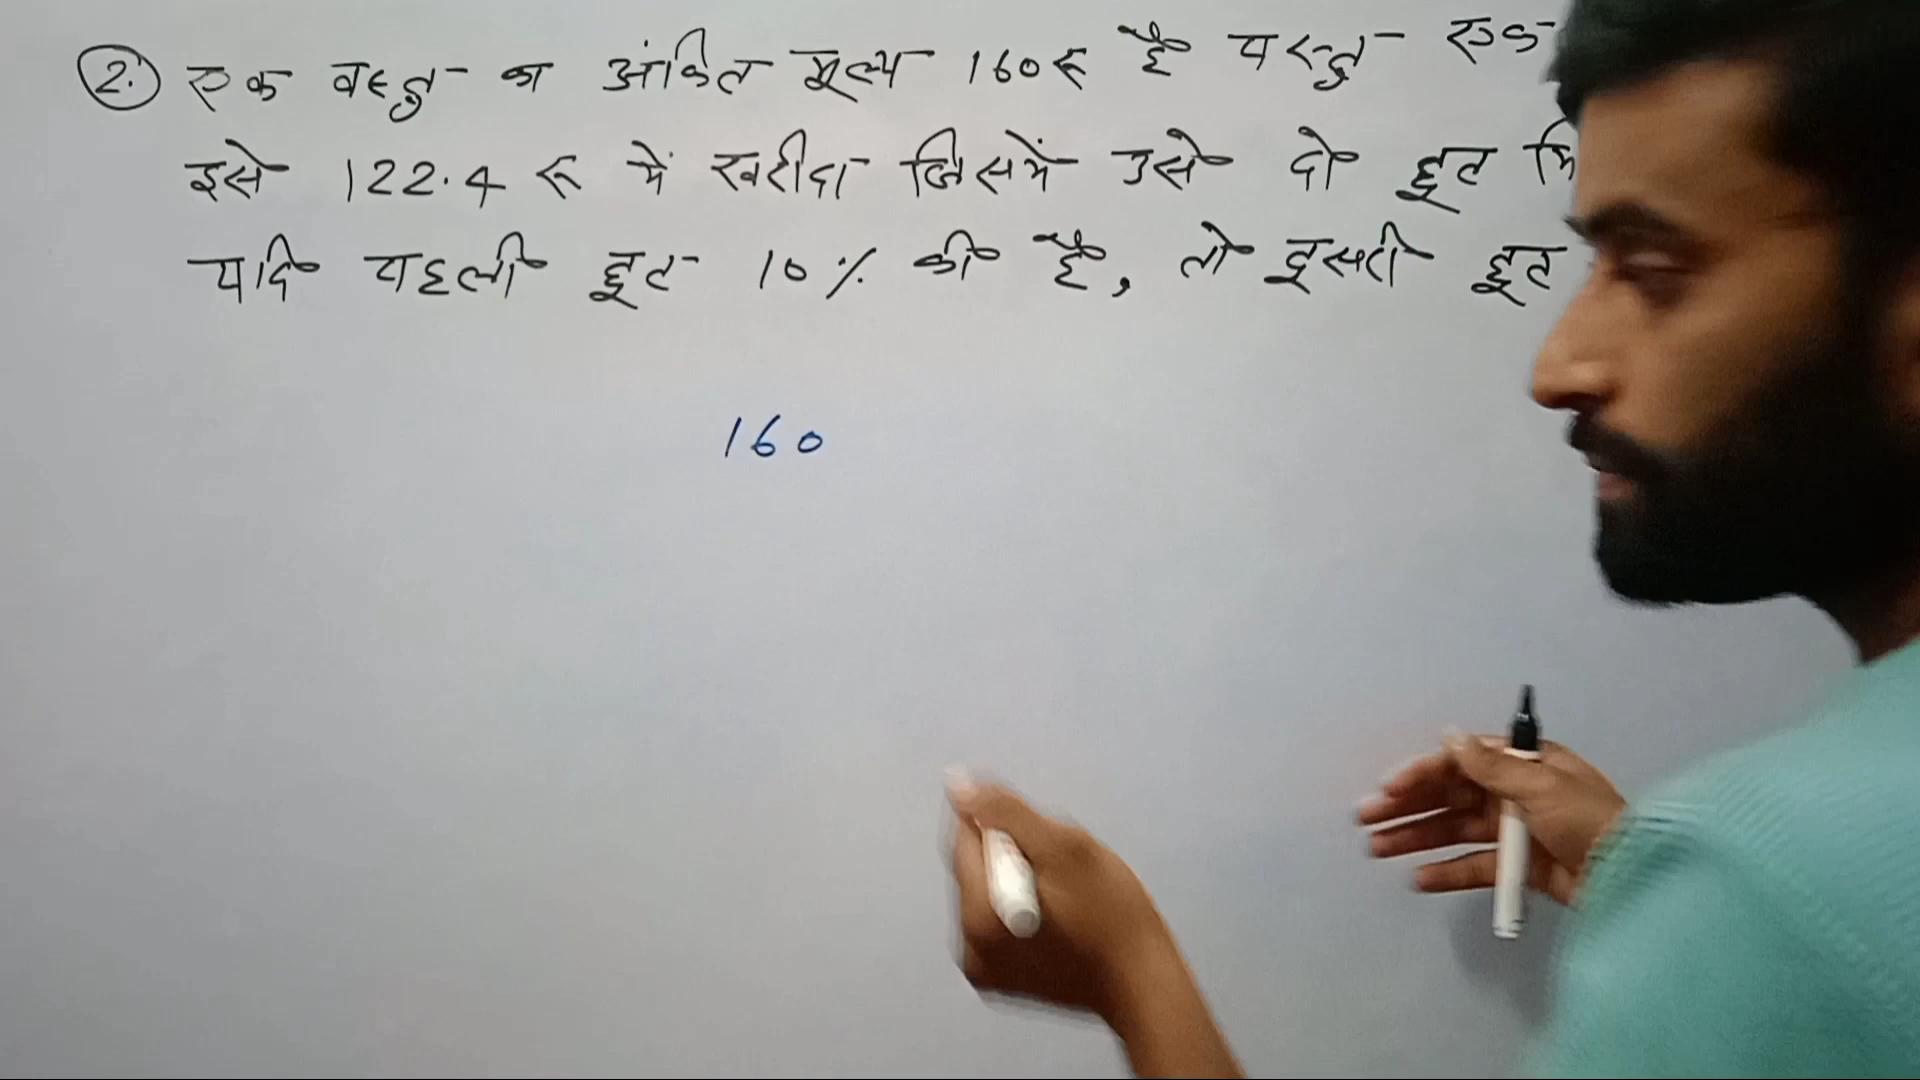 2. एक वस्तु का अंकित मूल्य 160 रू है परन्तु एक
इसे 122.4 रू में खरीदा जिसमें उसे दो छूट मि
यदि पहली छूट 10% की है, तो दूसरी छूट
160